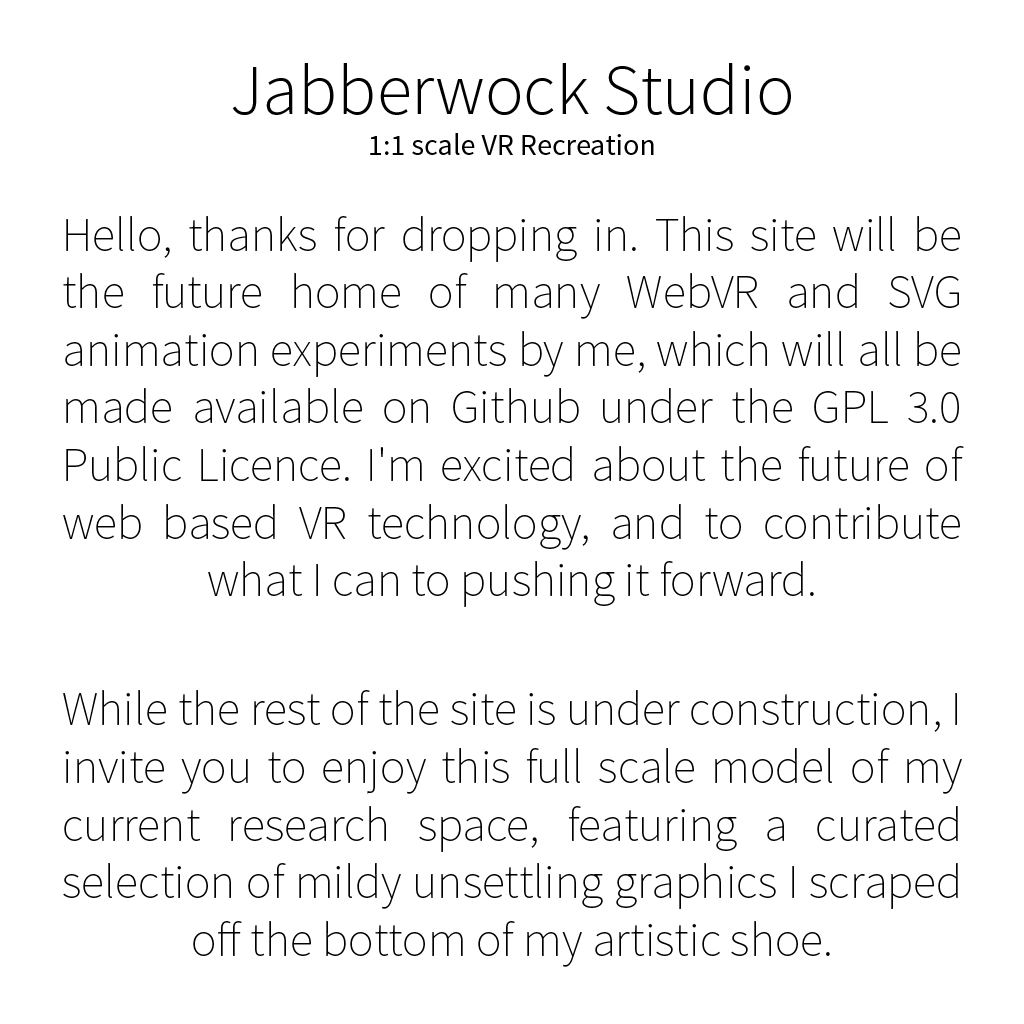 Jabberwock Studio
1:1 scale VR Recreation
Hello, thanks for dropping in. This site will be
the future home of many WebVR and SVG
animation experiments by me, which will all be
made available on Github under the GPL 3.0
Public Licence. I'm excited about the future of
web based VR technology, and to contribute
what I can to pushing it forward.
While the rest of the site is under construction, I
invite you to enjoy this full scale model of my
current research space, featuring a curated
selection of mildy unsettling graphics I scraped
off the bottom of my artistic shoe.